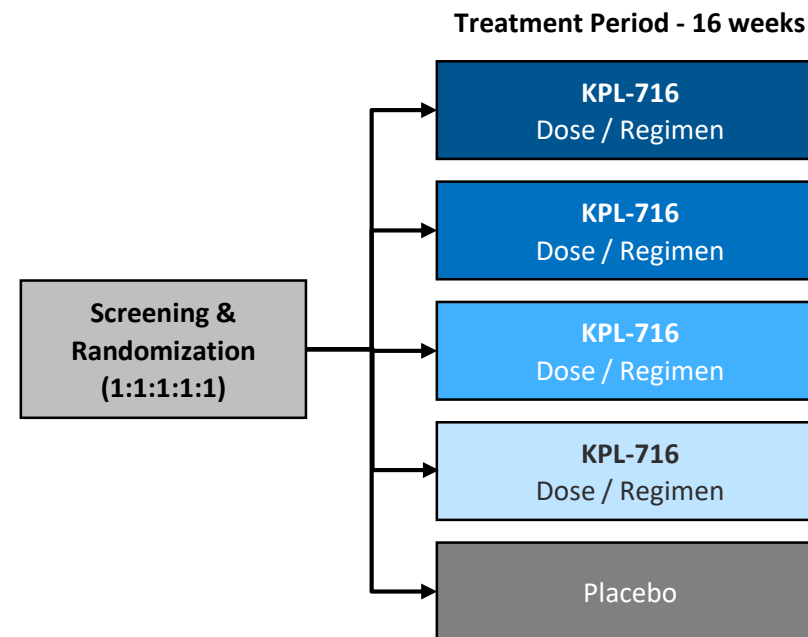 Treatment Period - 16 weeks
KPL-716
Dose / Regimen
KPL-716
Dose / Regimen
Screening &
Randomization
(1:1:1:1:1)
KPL-716
Dose / Regimen
KPL-716
Dose / Regimen
Placebo